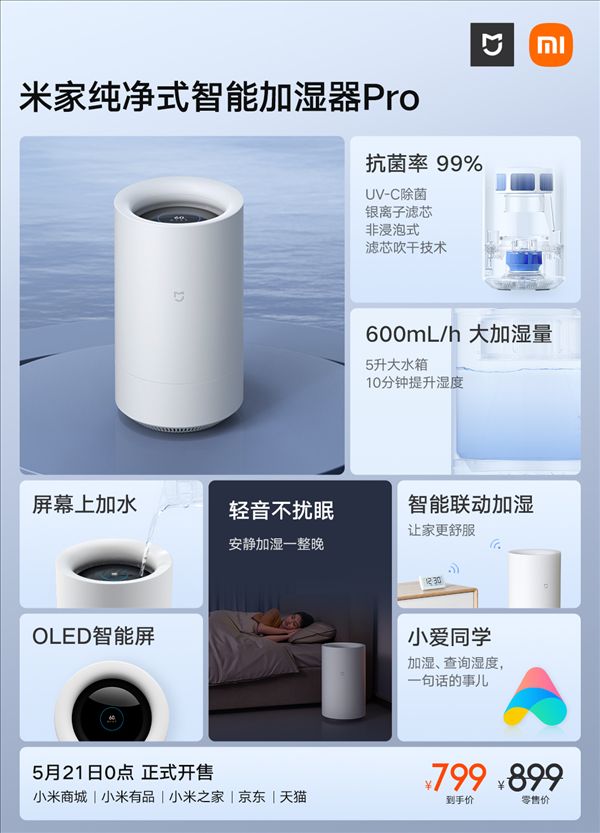 mi
米家纯净式智能加湿器Pro
60
抗菌率 99%
UV-C除菌
银离子滤芯
非浸泡式
滤芯吹干技术
600mL/h 大加湿量
5升大水箱
10分钟提升湿度
屏幕上加水
轻音不扰眠
安静加湿一整晚
智能联动加湿
让家更舒服
12:30
OLED智能屏
60
小爱同学
加湿、查询湿度，
一句话的事儿
5月21日0点 正式开售
小米商城｜小米有品｜小米之家｜京东｜天猫
¥799
到手价
¥899
零售价